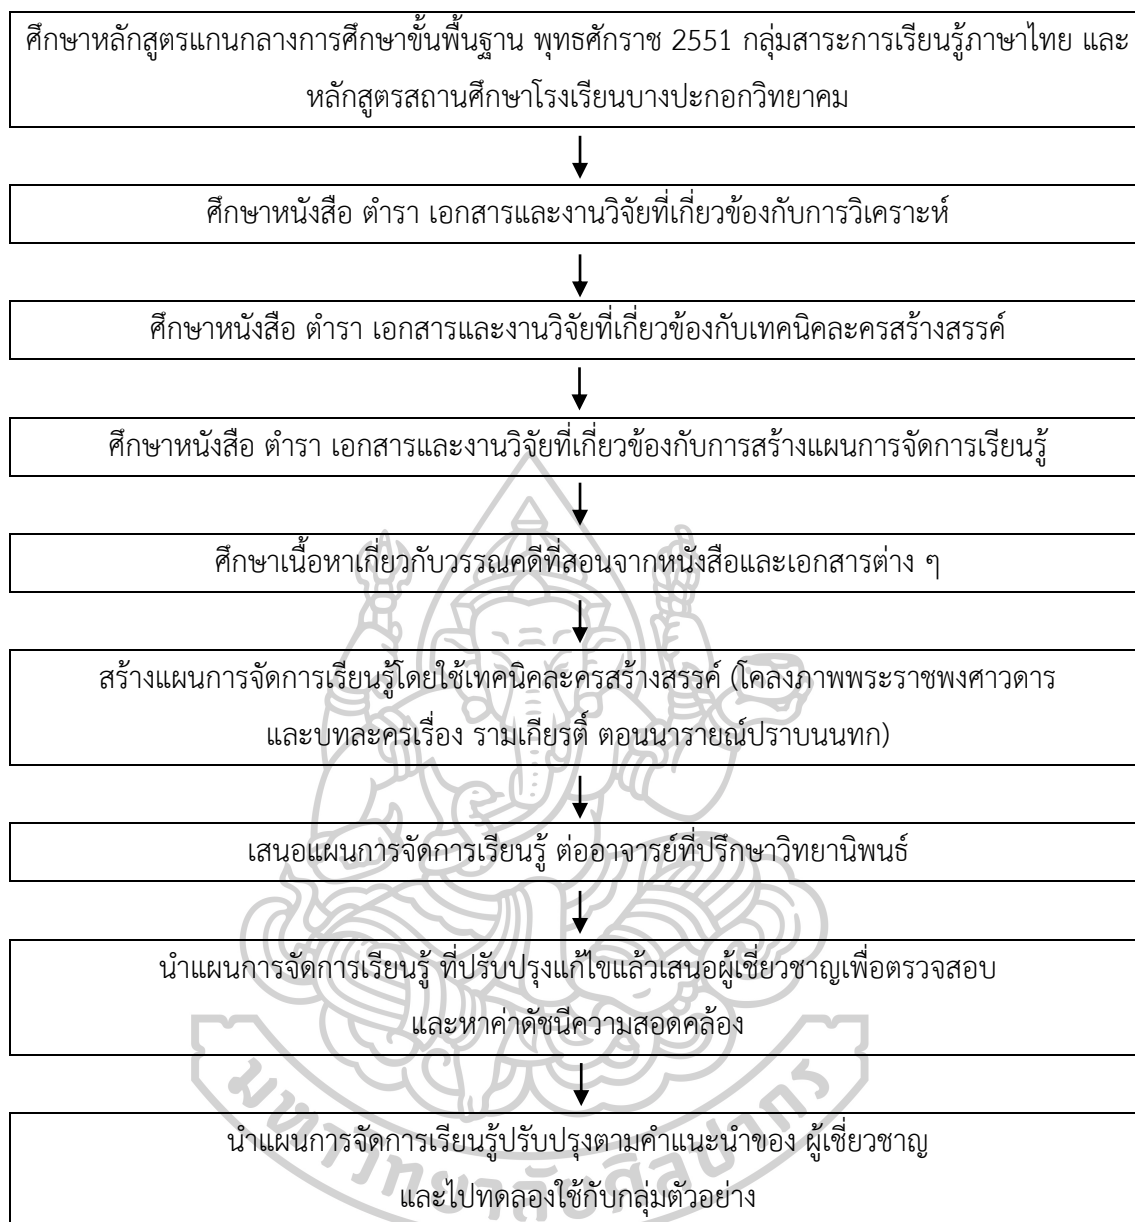 ศึกษาหลักสูตรแกนกลางการศึกษาขั้นพื้นฐาน พุทธศักราช 2551 กลุ่มสาระการเรียนรู้ภาษาไทย และ
หลักสูตรสถานศึกษาโรงเรียนบางปะกอกวิทยาคม
ศึกษาหนังสือ ตำรา เอกสารและงานวิจัยที่เกี่ยวข้องกับการวิเคราะห์
ศึกษาหนังสือ ตำรา เอกสารและงานวิจัยที่เกี่ยวข้องกับเทคนิคละครสร้างสรรค์
ศึกษาหนังสือ ตำรา เอกสารและงานวิจัยที่เกี่ยวข้องกับการสร้างแผนการจัดการเรียนรู้
ศึกษาเนื้อหาเกี่ยวกับวรรณคดีที่สอนจากหนังสือและเอกสารต่าง ๆ
สร้างแผนการจัดการเรียนรู้โดยใช้เทคนิคละครสร้างสรรค์ (โคลงภาพพระราชพงศาวดาร
และบทละครเรื่อง รามเกียรติ์ ตอนนารายณ์ปราบนนทก)
เสนอแผนการจัดการเรียนรู้ ต่ออาจารย์ที่ปรึกษาวิทยานิพนธ์
นำแผนการจัดการเรียนรู้ ที่ปรับปรุงแก้ไขแล้วเสนอผู้เชี่ยวชาญเพื่อตรวจสอบ
และหาค่าดัชนีความสอดคล้อง
นำแผนการจัดการเรียนรู้ปรับปรุงตามคำแนะนำของ ผู้เชี่ยวชาญ
และไปทดลองใช้กับกลุ่มตัวอย่าง
มหาวิทยาลัยศิลปากร